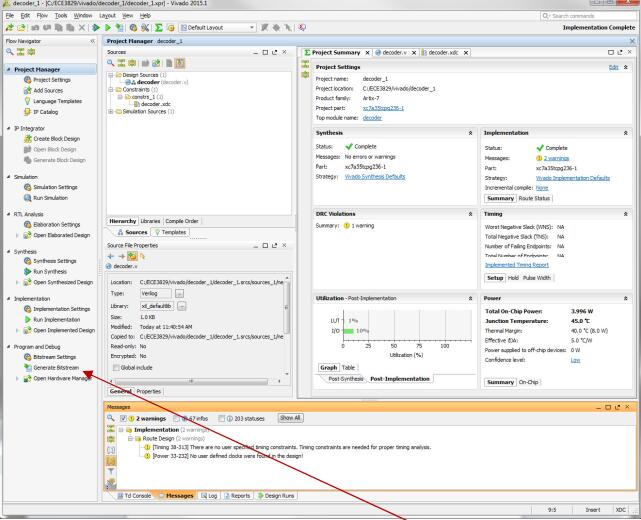 decoder_1 - [C:/ECE3829/vivado/decoder_1/decoder_1.xpr] - Vivado 2015.1
File Edit Flow Tools Window Layout View Help
Search commands
Default Layout
Implementation Complete
Flow Navigator
Project Manager
Project Settings
Add Sources
Language Templates
IP Catalog
IP Integrator
Create Block Design
Open Block Design
Generate Block Design
Simulation
Simulation Settings
Run Simulation
RTL Analysis
Elaboration Settings
Open Elaborated Design
Synthesis
Synthesis Settings
Run Synthesis
Open Synthesized Design
Implementation
Implementation Settings
Run Implementation
Open Implemented Design
Program and Debug
Bitstream Settings
Generate Bitstream
Open Hardware Manager
Project Manager - decoder_1
Sources
Design Sources (1)
decoder (decoder.v)
Constraints (1)
constrs_1 (1)
decoder.xdc
Simulation Sources (1)
Hierarchy Libraries Compile Order
Sources Templates
Source File Properties
decoder.v
Location: C:/ECE3829/vivado/decoder_1/decoder_1.srcs/sources_1/ne
Type: Verilog
Library: xil_defaultlib
Size: 1.0 KB
Modified: Today at 11:40:54 AM
Copied to: C:/ECE3829/vivado/decoder_1/decoder_1.srcs/sources_1/ne
Read-only: No
Encrypted: No
Global include
General Properties
Project Summary decoder.v decoder.xdc
Project Settings Edit
Project name: decoder_1
Project location: C:/ECE3829/vivado/decoder_1
Product family: Artix-7
Project part: xc7a35tcpg236-1
Top module name: decoder
Synthesis
Status: Complete
Messages: No errors or warnings
Part: xc7a35tcpg236-1
Strategy: Vivado Synthesis Defaults
Implementation
Status: Complete
Messages: 2 warnings
Part: xc7a35tcpg236-1
Strategy: Vivado Implementation Defaults
Incremental compile: None
Summary Route Status
DRC Violations
Summary: 1 warning
Timing
Worst Negative Slack (WNS): NA
Total Negative Slack (TNS): NA
Number of Failing Endpoints: NA
Total Number of Endpoints: NA
Implemented Timing Report
Setup Hold Pulse Width
Utilization - Post-Implementation
LUT 1%
I/O 10%
0 25 50 75 100
Utilization (%)
Graph Table
Post-Synthesis Post-Implementation
Power
Total On-Chip Power: 3.996 W
Junction Temperature: 45.0 °C
Thermal Margin: 40.0 °C (8.0 W)
Effective ϑJA: 5.0 °C/W
Power supplied to off-chip devices: 0 W
Confidence level: Low
Summary On-Chip
Messages
2 warnings 67 infos 203 statuses Show All
Implementation (2 warnings)
Route Design (2 warnings)
[Timing 38-313] There are no user specified timing constraints. Timing constraints are needed for proper timing analysis.
[Power 33-232] No user defined clocks were found in the design!
Tcl Console Messages Log Reports Design Runs
9:5 Insert XDC